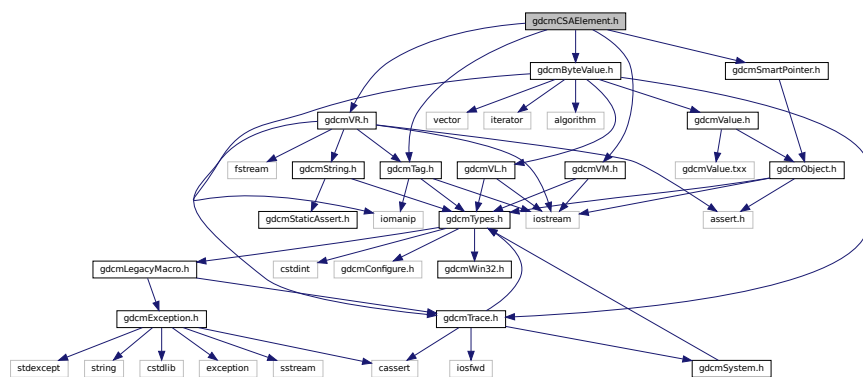 gdcmCSAElement.h
gdcmByteValue.h
gdcmSmartPointer.h
gdcmVR.h
vector
iterator
algorithm
gdcmValue.h
fstream
gdcmString.h
gdcmTag.h
gdcmVL.h
gdcmVM.h
gdcmValue.txx
gdcmObject.h
gdcmStaticAssert.h
iomanip
gdcmTypes.h
iostream
assert.h
gdcmLegacyMacro.h
cstdint
gdcmConfigure.h
gdcmWin32.h
gdcmException.h
gdcmTrace.h
stdexcept
string
cstdlib
exception
sstream
cassert
iosfwd
gdcmSystem.h